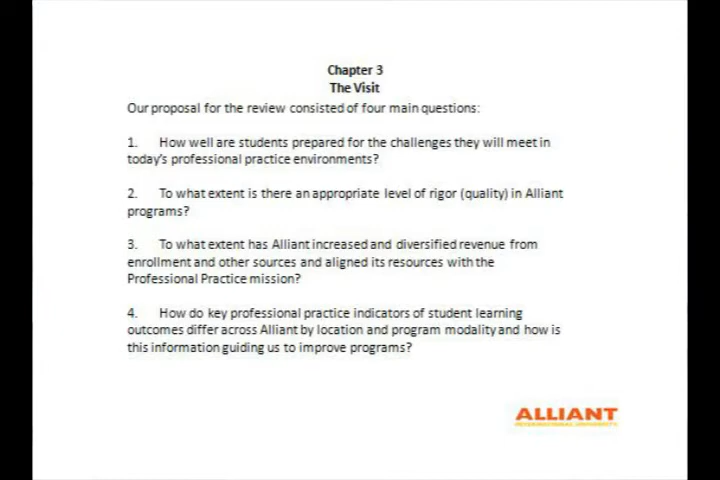 Chapter 3
The Visit
Our proposal for the review consisted of four main questions:
1. How well are students prepared for the challenges they will meet in
today's professional practice environments?
2. To what extent is there an appropriate level of rigor (quality) in Alliant
programs?
3. To what extent has Alliant increased and diversified revenue from
enrollment and other sources and aligned its resources with the
Professional Practice mission?
4. How do key professional practice indicators of student learning
outcomes differ across Alliant by location and program modality and how is
this information guiding us to improve programs?
ALLIANT
INTERNATIONAL UNIVERSITY